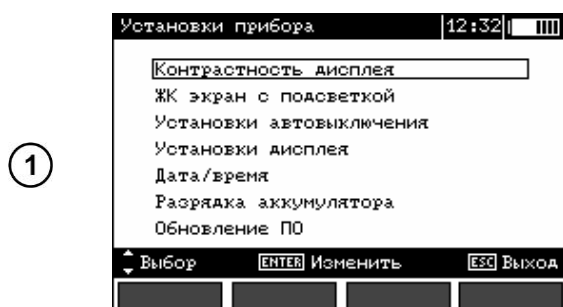 Установки прибора 12:32
Контрастность дисплея
ЖК экран с подсветкой
Установки автовыключения
Установки дисплея
Дата/время
Разрядка аккумулятора
Обновление ПО
1
Выбор ENTER Изменить ESC Выход